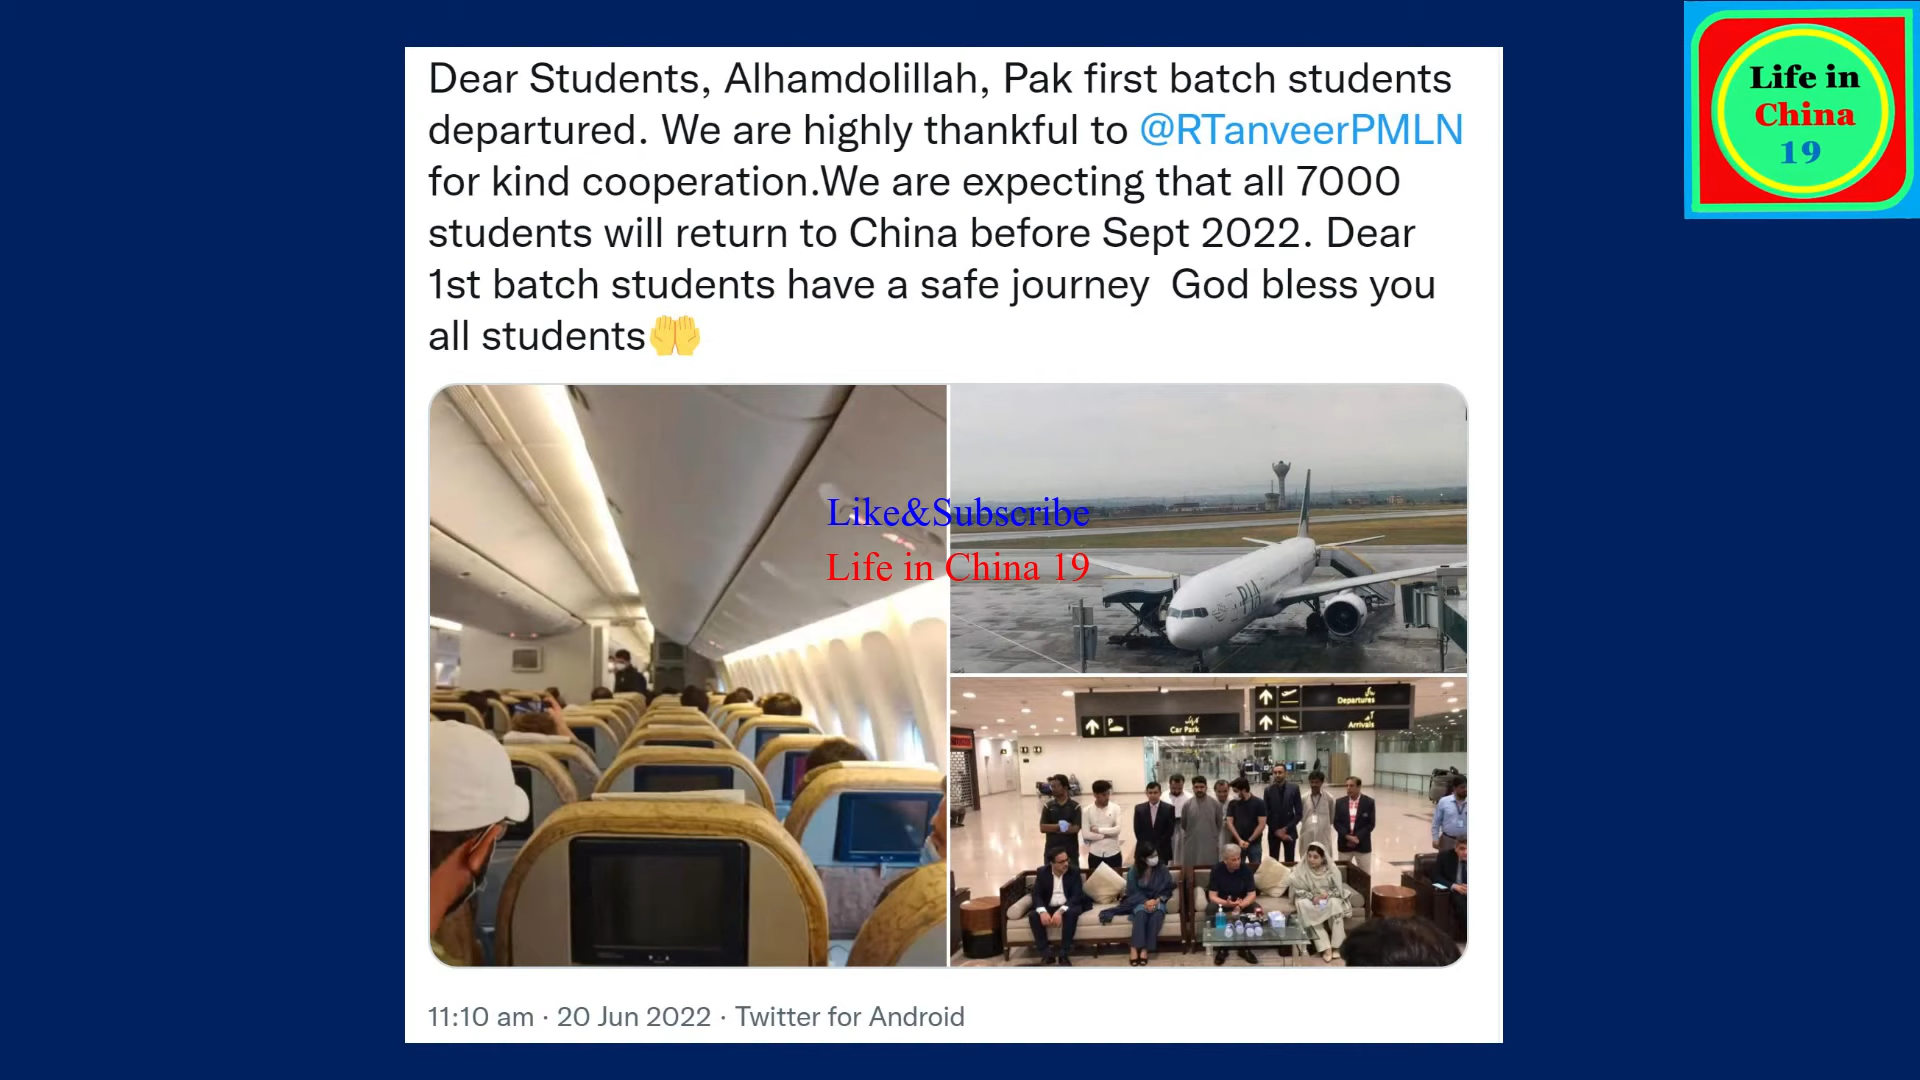 Dear Students, Alhamdolillah, Pak first batch students
departured. We are highly thankful to @RTanveerPMLN
for kind cooperation.We are expecting that all 7000
students will return to China before Sept 2022. Dear
1st batch students have a safe journey  God bless you
all students🤲
Life in
China
19
Like&Subscribe
Life in China 19
PIA
Departures
Arrivals
P
Car Park
11:10 am · 20 Jun 2022 · Twitter for Android